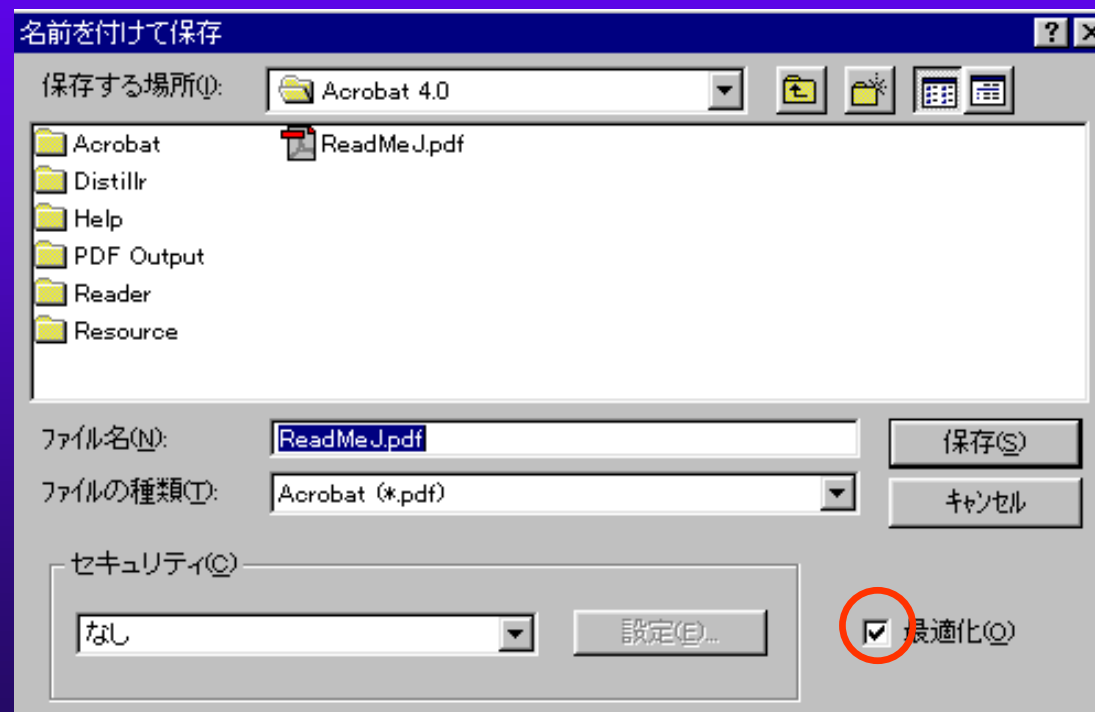 名前を付けて保存
保存する場所(I):
Acrobat 4.0
Acrobat
ReadMeJ.pdf
Distillr
Help
PDF Output
Reader
Resource
ファイル名(N):
ReadMeJ.pdf
保存(S)
ファイルの種類(T):
Acrobat (*.pdf)
キャンセル
セキュリティ(C)
なし
設定(E)...
最適化(O)